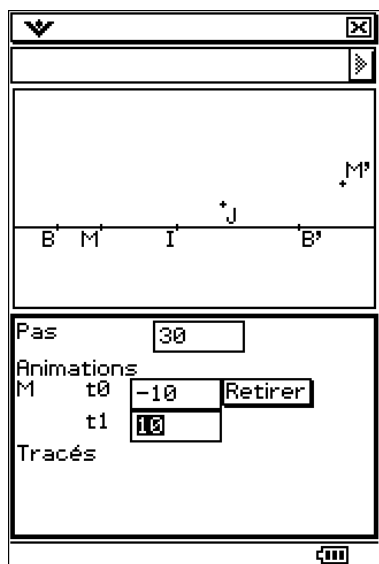 M'
J
B M I B'
Pas 30
Animations
M t0 -10 Retirer
t1 10
Tracés